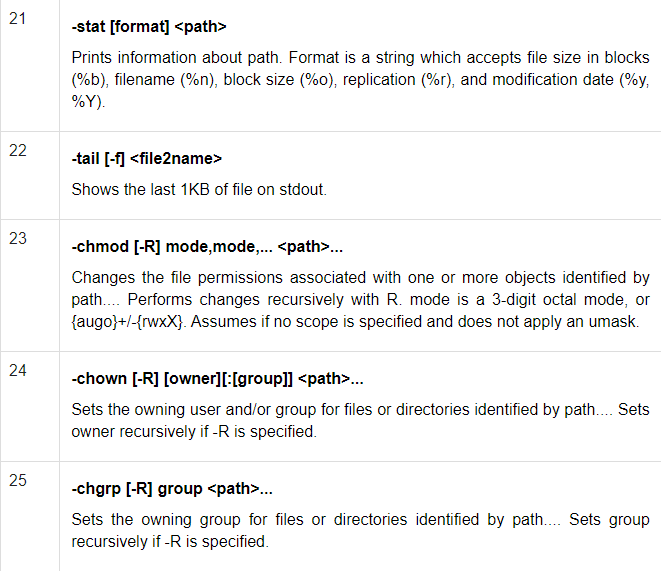 21
-stat [format] <path>
Prints information about path. Format is a string which accepts file size in blocks
(%b), filename (%n), block size (%o), replication (%r), and modification date (%y,
%Y).
22
-tail [-f] <file2name>
Shows the last 1KB of file on stdout.
23
-chmod [-R] mode,mode,... <path>...
Changes the file permissions associated with one or more objects identified by
path.... Performs changes recursively with R. mode is a 3-digit octal mode, or
{augo}+/-{rwxX}. Assumes if no scope is specified and does not apply an umask.
24
-chown [-R] [owner][:[group]] <path>...
Sets the owning user and/or group for files or directories identified by path.... Sets
owner recursively if -R is specified.
25
-chgrp [-R] group <path>...
Sets the owning group for files or directories identified by path.... Sets group
recursively if -R is specified.